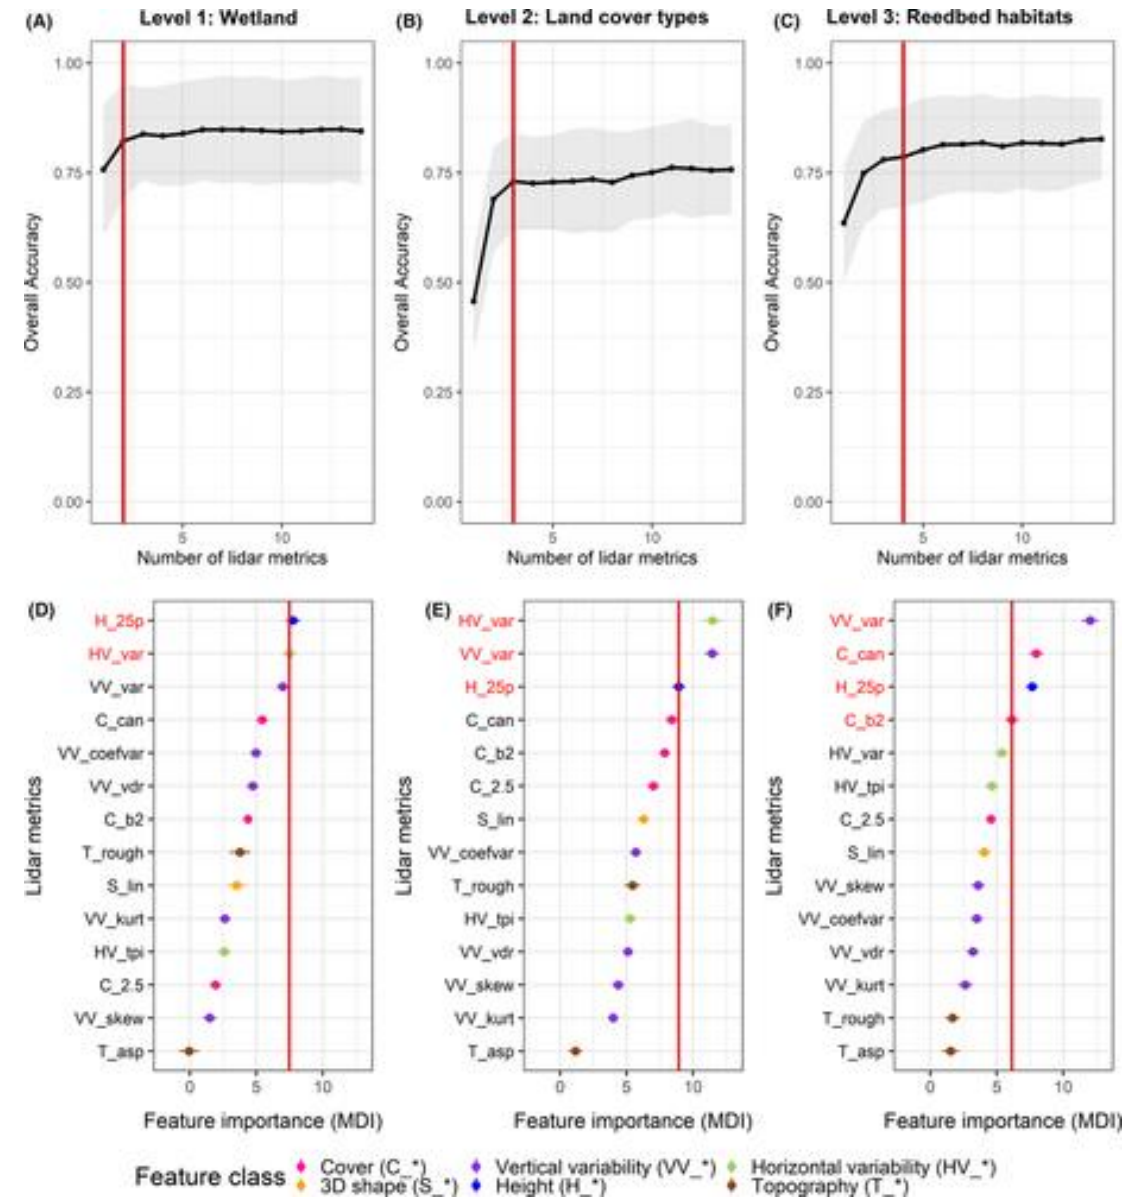 (A) Level 1: Wetland
(B) Level 2: Land cover types
(C) Level 3: Reedbed habitats
Overall Accuracy
1.00
0.75
0.50
0.25
0.00
5 10
Number of lidar metrics
Overall Accuracy
1.00
0.75
0.50
0.25
0.00
5 10
Number of lidar metrics
Overall Accuracy
1.00
0.75
0.50
0.25
0.00
5 10
Number of lidar metrics
(D)
Lidar metrics
H_25p
HV_var
VV_var
C_can
VV_coefvar
VV_vdr
C_b2
T_rough
S_lin
VV_kurt
HV_tpi
C_2.5
VV_skew
T_asp
0 5 10
Feature importance (MDI)
(E)
Lidar metrics
HV_var
VV_var
H_25p
C_can
C_b2
C_2.5
S_lin
VV_coefvar
T_rough
HV_tpi
VV_vdr
VV_skew
VV_kurt
T_asp
0 5 10
Feature importance (MDI)
(F)
Lidar metrics
VV_var
C_can
H_25p
C_b2
HV_var
HV_tpi
C_2.5
S_lin
VV_skew
VV_coefvar
VV_vdr
VV_kurt
T_rough
T_asp
0 5 10
Feature importance (MDI)
Feature class
Cover (C_*) Vertical variability (VV_*) Horizontal variability (HV_*)
3D shape (S_*) Height (H_*) Topography (T_*)